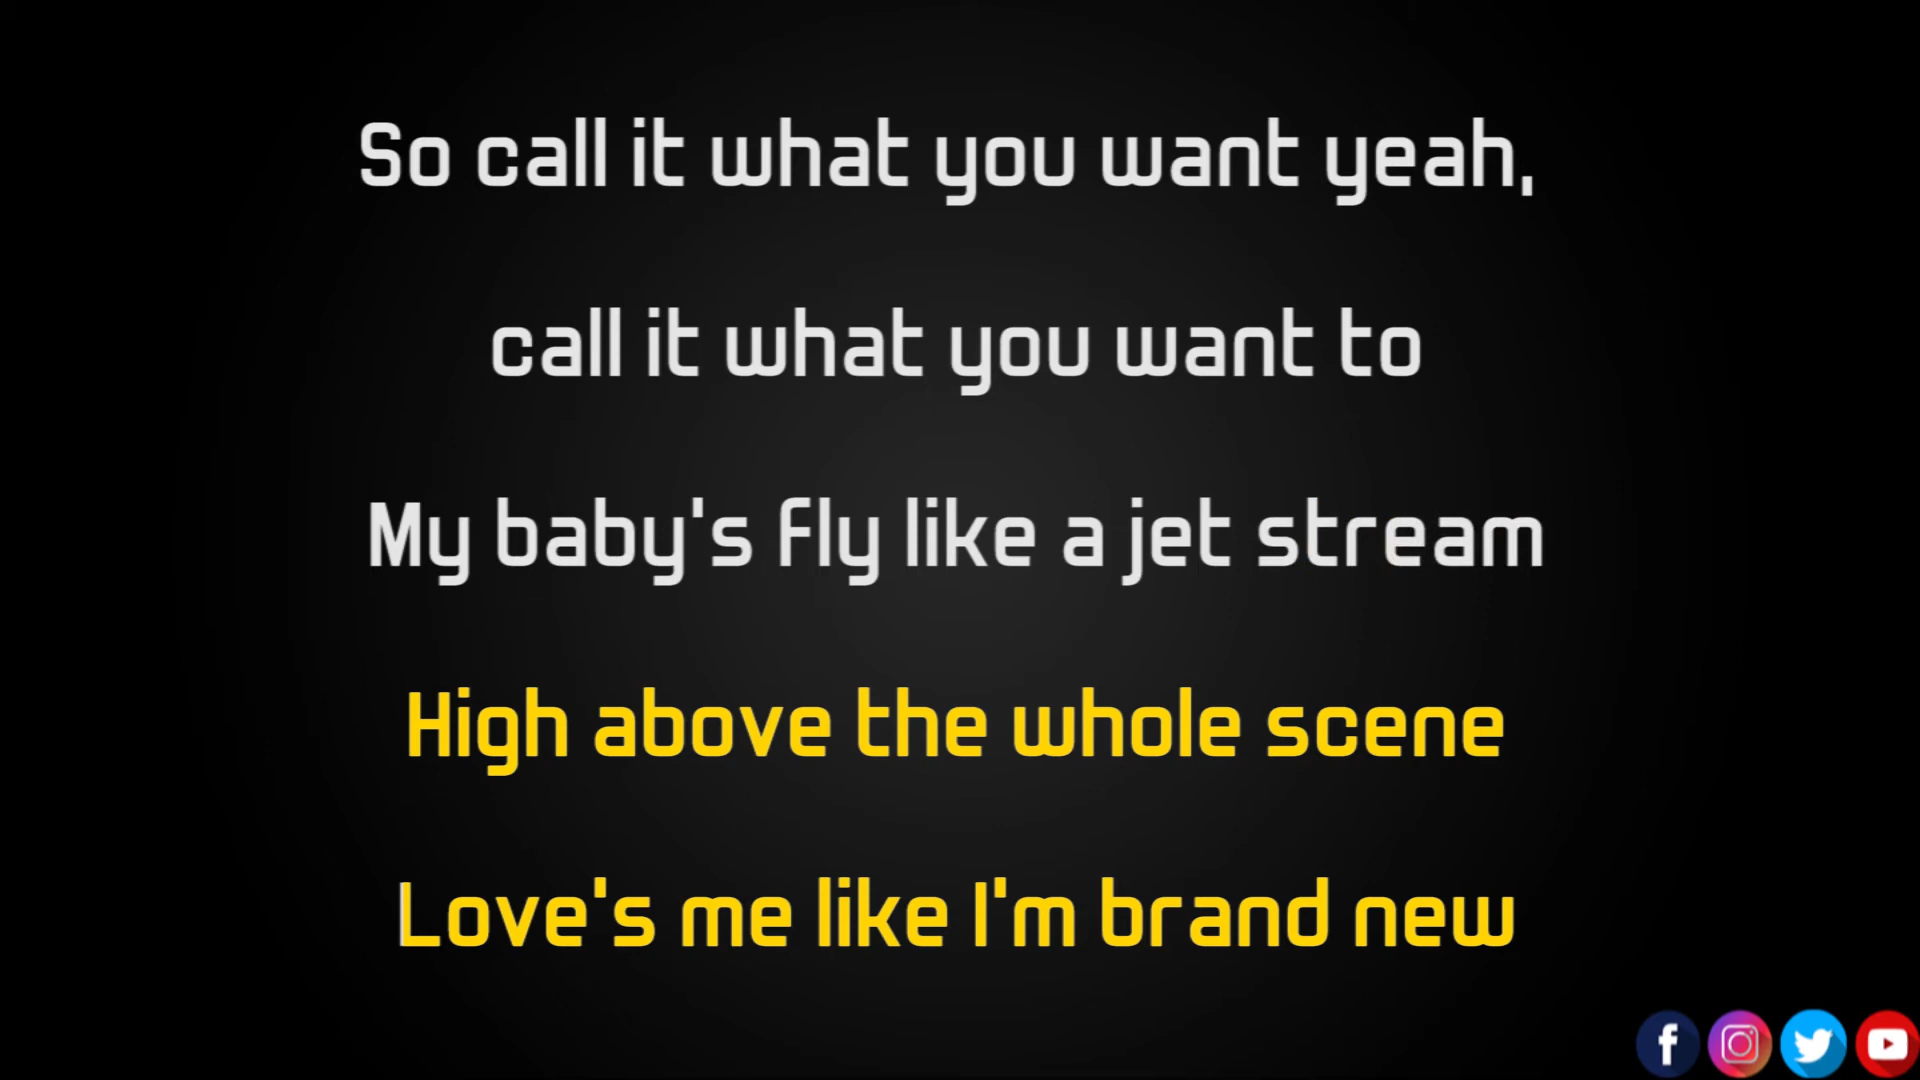 So call it what you want yeah,
call it what you want to
My baby's fly like a jet stream
High above the whole scene
Love's me like I'm brand new